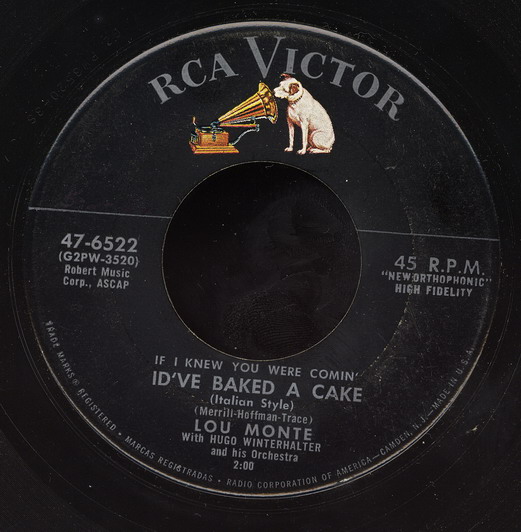 RCA VICTOR
47-6522
(G2PW-3520)
Robert Music
Corp., ASCAP
45 R.P.M.
"NEW ORTHOPHONIC"
HIGH FIDELITY
IF I KNEW YOU WERE COMIN'
ID'VE BAKED A CAKE
(Italian Style)
(Merrill-Hoffman-Trace)
LOU MONTE
With HUGO WINTERHALTER
and his Orchestra
2:00
TRADE MARKS ® REGISTERED • MARCAS REGISTRADAS • RADIO CORPORATION OF AMERICA—CAMDEN, N.J.—MADE IN U.S.A.